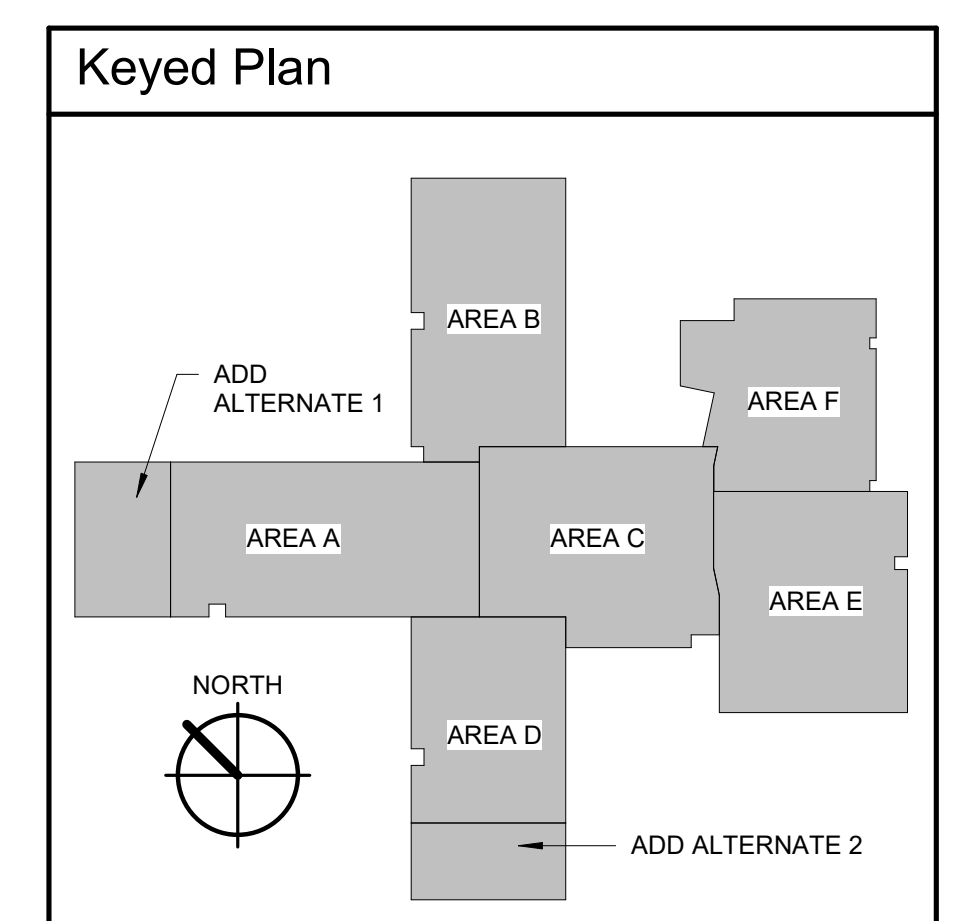 Keyed Plan
AREA B
ADD
ALTERNATE 1
AREA F
AREA A
AREA C
AREA E
NORTH
AREA D
ADD ALTERNATE 2